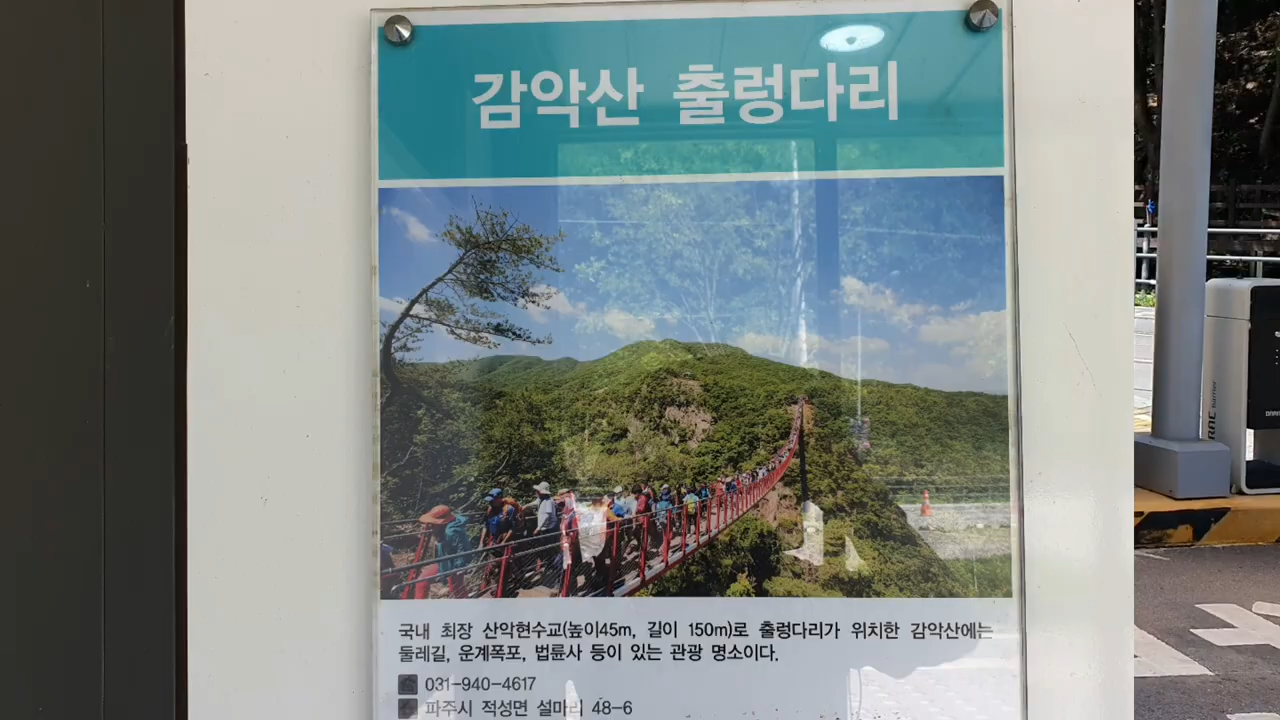 감악산 출렁다리
국내 최장 산악현수교(높이45m, 길이 150m)로 출렁다리가 위치한 감악산에는
둘레길, 운계폭포, 법륜사 등이 있는 관광 명소이다.
031-940-4617
파주시 적성면 설마리 48-6